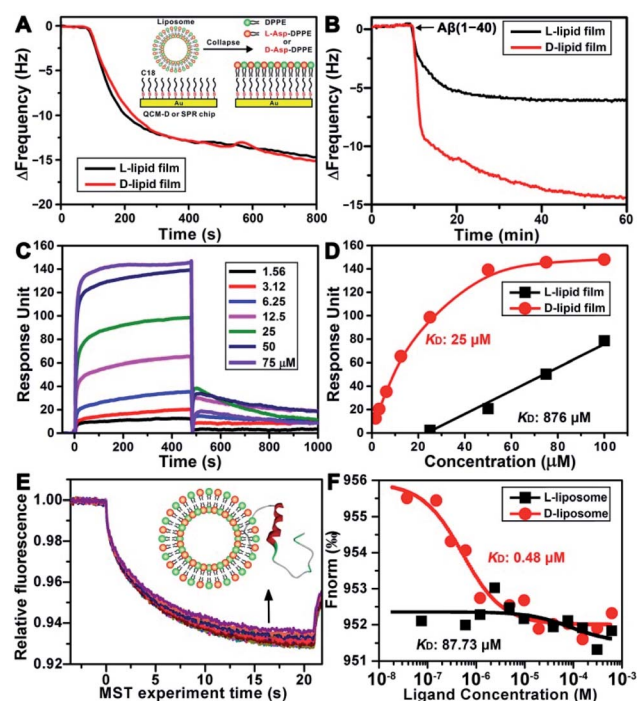 A
0
−5
−10
−15
−20
ΔFrequency (Hz)
0 200 400 600 800
Time (s)
Liposome
C18
Au
QCM-D or SPR chip
Collapse
DPPE
L-Asp-DPPE
or
D-Asp-DPPE
Au
L-lipid film
D-lipid film
B
0
−5
−10
−15
ΔFrequency (Hz)
0 20 40 60
Time (min)
Aβ(1−40)
L-lipid film
D-lipid film
C
160
140
120
100
80
60
40
20
0
Response Unit
0 200 400 600 800 1000
Time (s)
1.56
3.12
6.25
12.5
25
50
75 μM
D
160
140
120
100
80
60
40
20
0
Response Unit
0 20 40 60 80 100
Concentration (μM)
L-lipid film
D-lipid film
KD: 25 μM
KD: 876 μM
E
1.00
0.98
0.96
0.94
0.92
Relative fluorescence
0 5 10 15 20
MST experiment time (s)
F
956
955
954
953
952
951
Fnorm (‰)
10-8 10-7 10-6 10-5 10-4 10-3
Ligand Concentration (M)
L-liposome
D-liposome
KD: 0.48 μM
KD: 87.73 μM